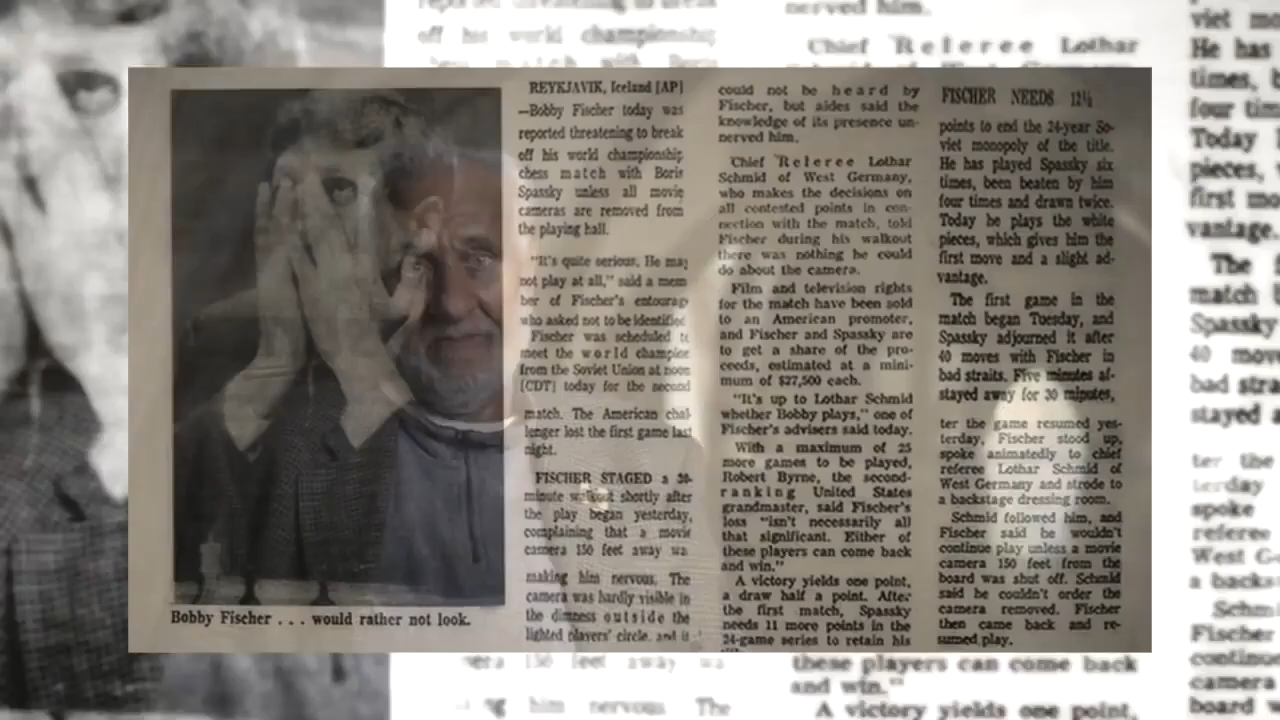 REYKJAVIK, Iceland [AP]
—Bobby Fischer today was
reported threatening to break
off his world championship
chess match with Boris
Spassky unless all movie
cameras are removed from
the playing hall.
"It's quite serious. He may
not play at all," said a mem
ber of Fischer's entourage
who asked not to be identified.
Fischer was scheduled to
meet the world champion
from the Soviet Union at noon
[CDT] today for the second
match. The American chal-
lenger lost the first game last
night.
FISCHER STAGED a 30-
minute walkout shortly after
the play began yesterday,
complaining that a movie
camera 150 feet away wa
making him nervous. The
camera was hardly visible in
the dimness outside the
lighted players' circle, and it
Bobby Fischer . . . would rather not look.
could not be heard by
Fischer, but aides said the
knowledge of its presence un-
nerved him.
Chief Referee Lothar
Schmid of West Germany,
who makes the decisions on
all contested points in con-
nection with the match, told
Fischer during his walkout
there was nothing he could
do about the camera.
Film and television rights
for the match have been sold
to an American promoter,
and Fischer and Spassky are
to get a share of the pro-
ceeds, estimated at a mini-
mum of $27,500 each.
"It's up to Lothar Schmid
whether Bobby plays," one of
Fischer's advisers said today.
With a maximum of 25
more games to be played,
Robert Byrne, the second-
ranking United States
grandmaster, said Fischer's
loss "isn't necessarily all
that significant. Either of
these players can come back
and win."
A victory yields one point,
a draw half a point. After
the first match, Spassky
needs 11 more points in the
24-game series to retain his
FISCHER NEEDS 12½
points to end the 24-year So-
viet monopoly of the title.
He has played Spassky six
times, been beaten by him
four times and drawn twice.
Today he plays the white
pieces, which gives him the
first move and a slight ad-
vantage.
The first game in the
match began Tuesday, and
Spassky adjourned it after
40 moves with Fischer in
bad straits. Five minutes af-
stayed away for 30 minutes,
ter the game resumed yes-
terday, Fischer stood up,
spoke animatedly to chief
referee Lothar Schmid of
West Germany and strode to
a backstage dressing room.
Schmid followed him, and
Fischer said he wouldn't
continue play unless a movie
camera 150 feet from the
board was shut off. Schmid
said he couldn't order the
camera removed. Fischer
then came back and re-
sumed play.